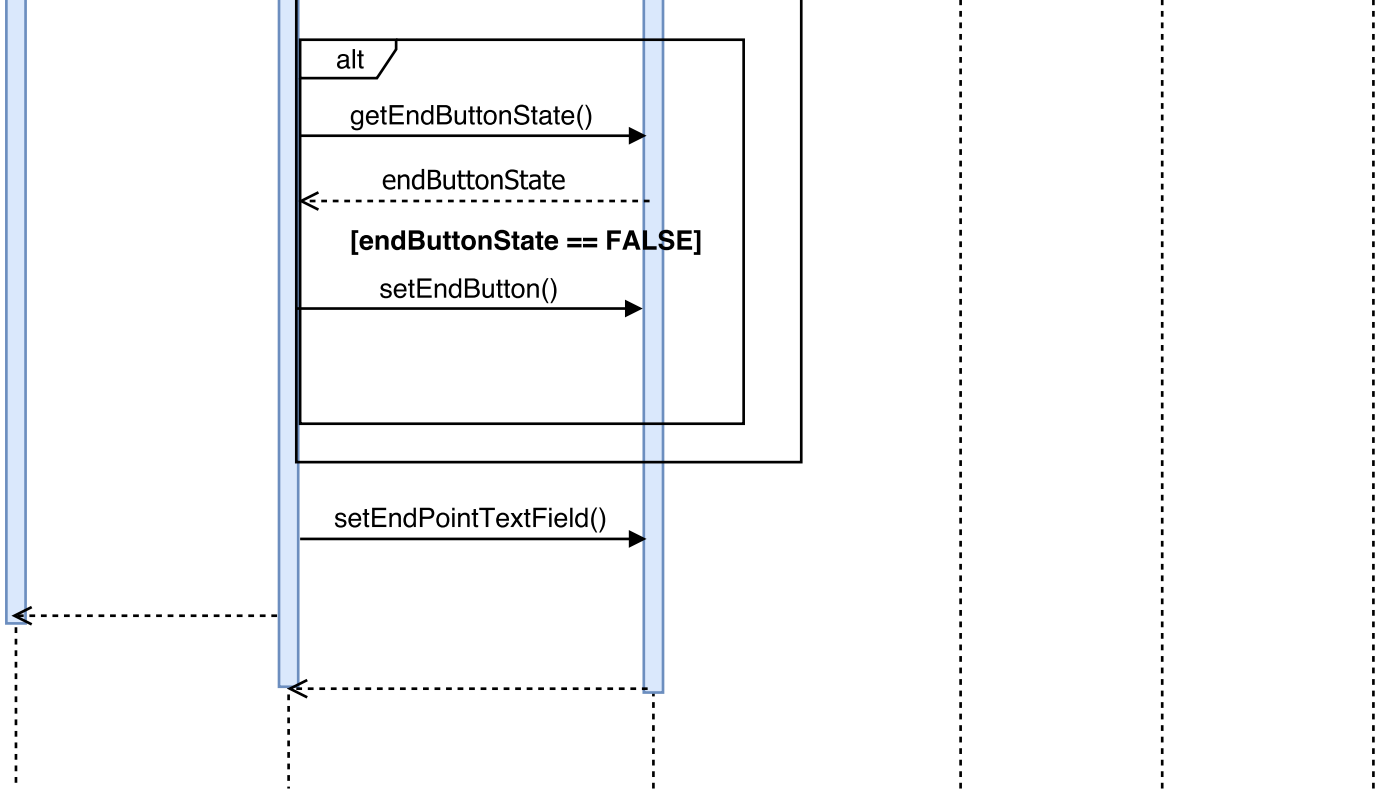 alt
getEndButtonState()
endButtonState
[endButtonState == FALSE]
setEndButton()
setEndPointTextField()